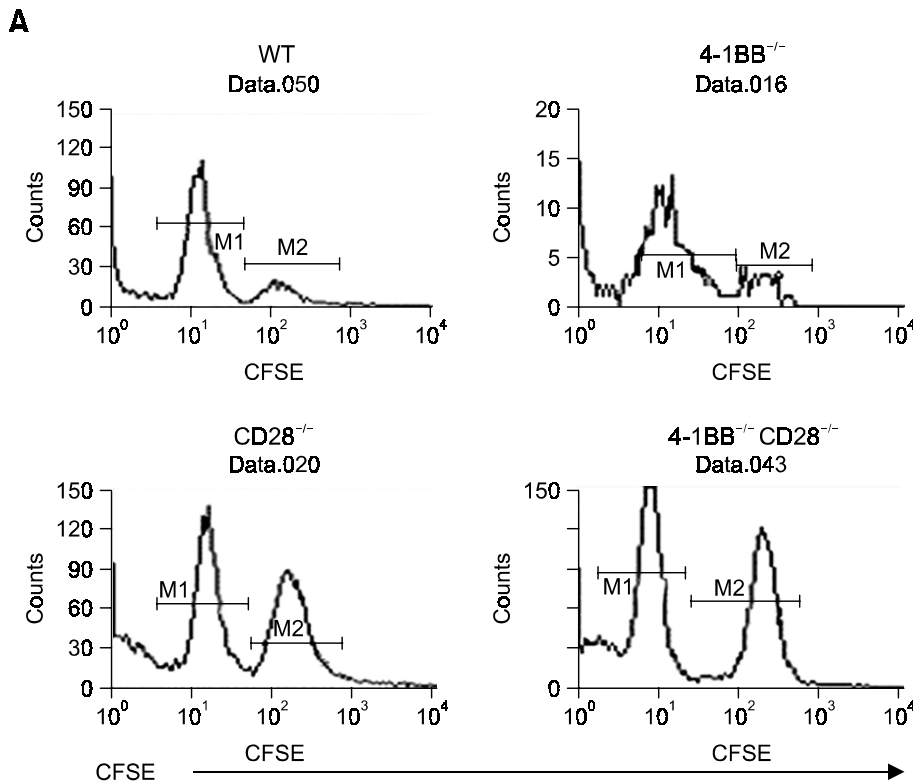 A
WT
Data.050
150
120
90
60
30
0
Counts
M1
M2
10⁰ 10¹ 10² 10³ 10⁴
CFSE
4-1BB⁻/⁻
Data.016
20
15
10
5
0
Counts
M1
M2
10⁰ 10¹ 10² 10³ 10⁴
CFSE
CD28⁻/⁻
Data.020
150
120
90
60
30
0
Counts
M1
M2
10⁰ 10¹ 10² 10³ 10⁴
CFSE
4-1BB⁻/⁻ CD28⁻/⁻
Data.043
150
0
Counts
M1
M2
10⁰ 10¹ 10² 10³ 10⁴
CFSE
CFSE